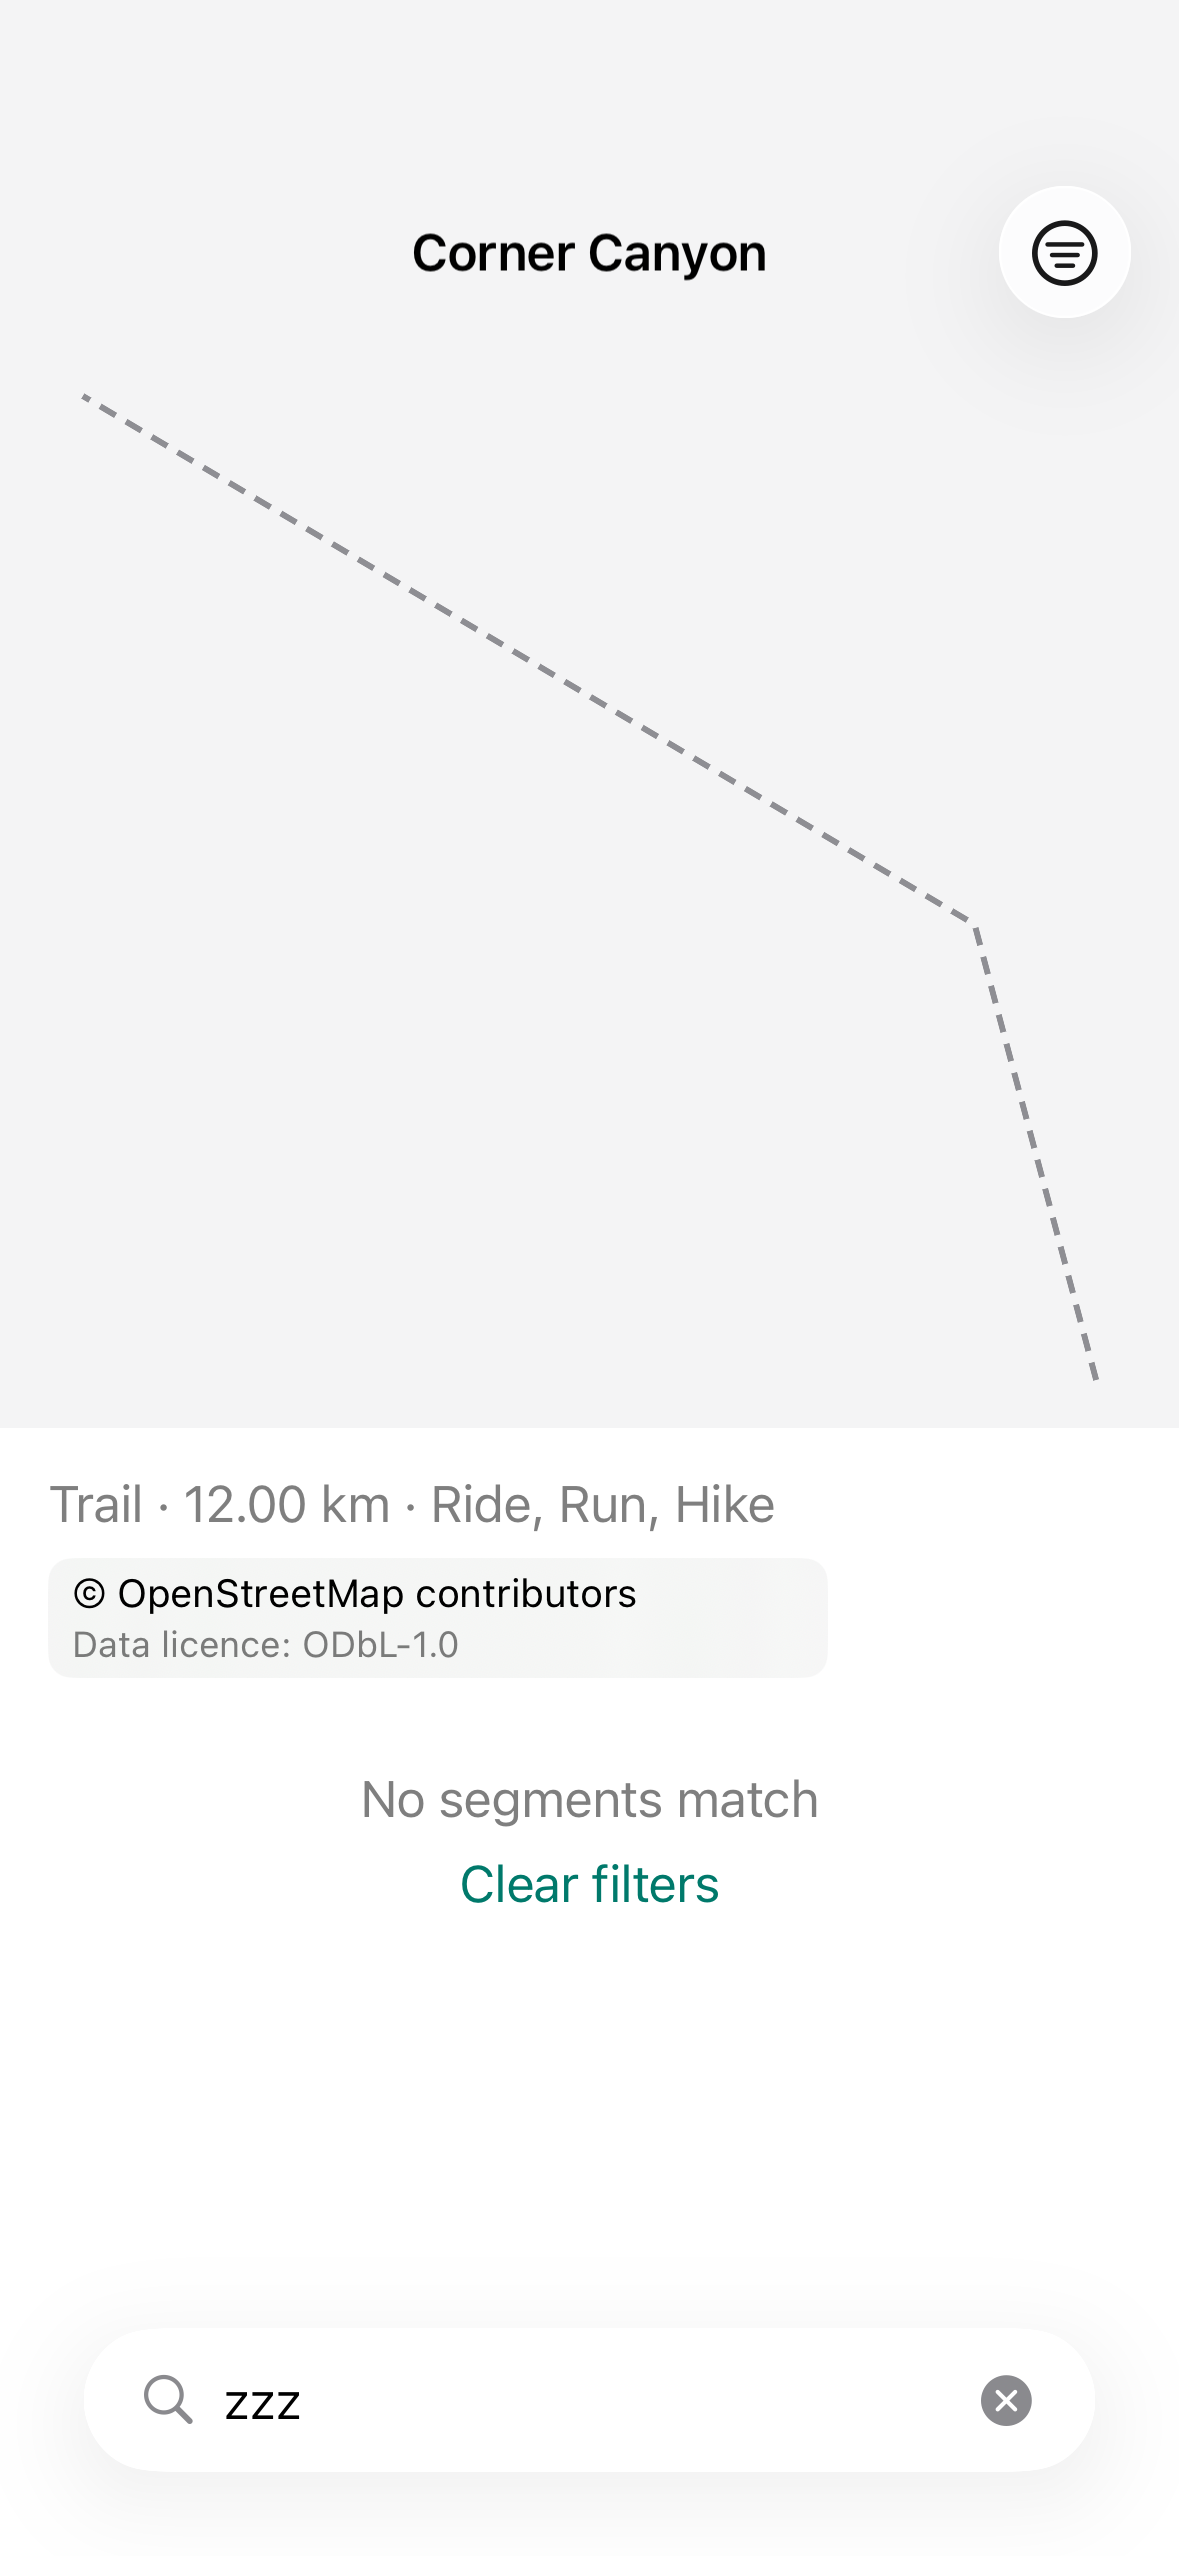 Corner Canyon
Trail · 12.00 km · Ride, Run, Hike
© OpenStreetMap contributors
Data licence: ODbL-1.0
No segments match
Clear filters
zzz